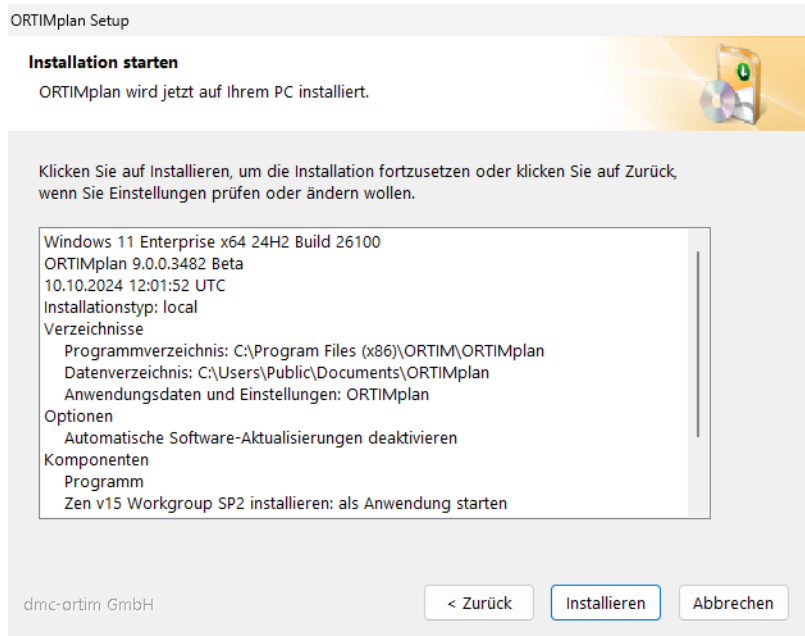 ORTIMplan Setup
Installation starten
ORTIMplan wird jetzt auf Ihrem PC installiert.
Klicken Sie auf Installieren, um die Installation fortzusetzen oder klicken Sie auf Zurück,
wenn Sie Einstellungen prüfen oder ändern wollen.
Windows 11 Enterprise x64 24H2 Build 26100
ORTIMplan 9.0.0.3482 Beta
10.10.2024 12:01:52 UTC
Installationstyp: local
Verzeichnisse
Programmverzeichnis: C:\Program Files (x86)\ORTIM\ORTIMplan
Datenverzeichnis: C:\Users\Public\Documents\ORTIMplan
Anwendungsdaten und Einstellungen: ORTIMplan
Optionen
Automatische Software-Aktualisierungen deaktivieren
Komponenten
Programm
Zen v15 Workgroup SP2 installieren: als Anwendung starten
dmc-ortim GmbH
< Zurück
Installieren
Abbrechen